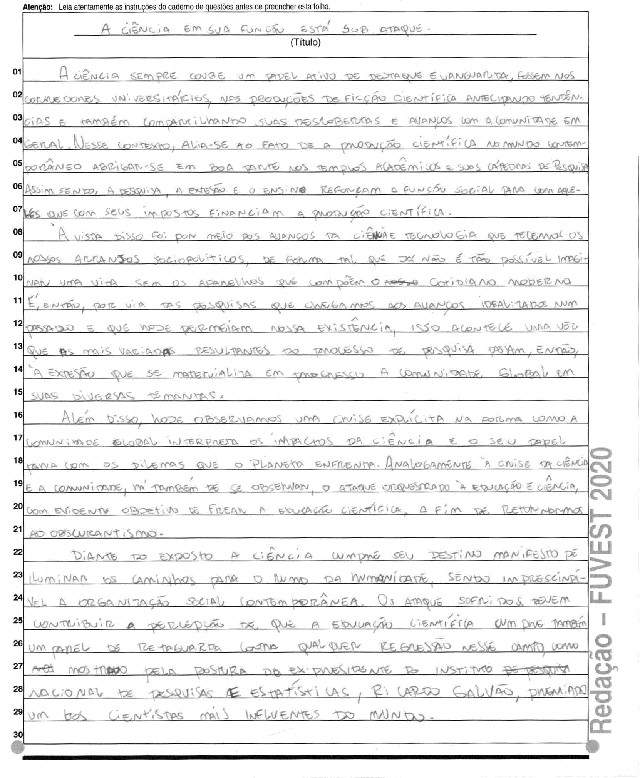 Atenção: Leia atentamente as instruções do caderno de questões antes de preencher esta folha.
A CIÊNCIA EM SUA FUNÇÃO ESTÁ SOB ATAQUE.
(Título)
01 A CIÊNCIA SEMPRE COUBE UM PAPEL ATIVO DE DESTAQUE E VANGUARDA, FOSSEM NOS
02 CORREDORES UNIVERSITÁRIOS, NAS PRODUÇÕES DE FICÇÃO CIENTÍFICA ANTECIPANDO TENDÊN-
03 CIAS E TAMBÉM COMPARTILHANDO SUAS DESCOBERTAS E AVANÇOS COM A COMUNIDADE EM
04 GERAL. NESSE CONTEXTO, ALIA-SE AO FATO DE A PRODUÇÃO CIENTÍFICA NO MUNDO CONTEM-
05 PORÂNEO ABRIGAR-SE EM BOA PARTE NOS TEMPLOS ACADÊMICOS E SUAS CÁTEDRAS DE PESQUISA
06 ASSIM SENDO, A PESQUISA, A EXTESÃO E O ENSINO REFORÇAM A FUNÇÃO SOCIAL PARA COM AQUE-
07 LES QUE COM SEUS IMPOSTOS FINANCIAM A PRODUÇÃO CIENTÍFICA.
08 À VISTA DISSO FOI POR MEIO DOS AVANÇOS DA CIÊNCIA E TECNOLOGIA QUE TECEMOS OS
09 NOSSOS ARRANJOS SOCIOPOLÍTICOS, DE FORMA TAL QUE JÁ NÃO É TÃO POSSÍVEL IMAGI-
10 NAR UMA VIDA SEM OS APARELHOS QUE COMPÕEM O NOSSO COTIDIANO MODERNO
11 É, ENTÃO, POR VIA DAS PESQUISAS QUE CHEGAMOS AOS AVANÇOS IDEALIZADOS NUM
12 PASSADO E QUE HOJE PERMEIAM NOSSA EXISTÊNCIA, ISSO ACONTECE UMA VEZ
13 QUE AS MAIS VARIADAS RESULTANTES DO PROCESSO DE PESQUISA ENTÃO,
14 A EXTESÃO QUE SE MATERIALIZA EM PROGRESSO A COMUNIDADE GLOBAL EM
15 SUAS DIVERSAS DEMANDAS.
16 ALÉM DISSO, HOJE OBSERVAMOS UMA CRISE EXPLÍCITA NA FORMA COMO A
17 COMUNIDADE GLOBAL INTERPRETA OS IMPACTOS DA CIÊNCIA E O SEU PAPEL
18 PARA COM OS DILEMAS QUE O PLANETA ENFRENTA. ANALOGAMENTE À CRISE DA CIÊNCIA
19 E A COMUNIDADE, HÁ TAMBÉM DE SE OBSERVAR, O ATAQUE ORQUESTRADO À EDUCAÇÃO E CIÊNCIA,
20 COM EVIDENTE OBJETIVO DE FREAR A EDUCAÇÃO CIENTÍFICA, A FIM DE RETORNARMOS
21 AO OBSCURANTISMO.
22 DIANTE DO EXPOSTO A CIÊNCIA CUMPRE SEU DESTINO MANIFESTO DE
23 ILUMINAR OS CAMINHOS PARA O RUMO DA HUMANIDADE, SENDO IMPRESCINDÍ-
24 VEL A ORGANIZAÇÃO SOCIAL CONTEMPORÂNEA. OS ATAQUE SOFRIDOS DEVEM
25 CONTRIBUIR A PERCEPÇÃO DE QUE A EDUCAÇÃO CIENTÍFICA CUMPRE TAMBÉM
26 UM PAPEL DE RETAGUARDA CONTRA QUALQUER REGRESSÃO NESSE CAMPO, COMO
27 MOSTRADO PELA POSTURA DO EX-PRESIDENTE DO INSTITUTO DE PESQUISA
28 NACIONAL DE PESQUISAS E ESTATÍSTICAS, RICARDO GALVÃO, PREMIADO
29 UM DOS CIENTISTAS MAIS INFLUENTES DO MUNDO.
30
Redação – FUVEST 2020